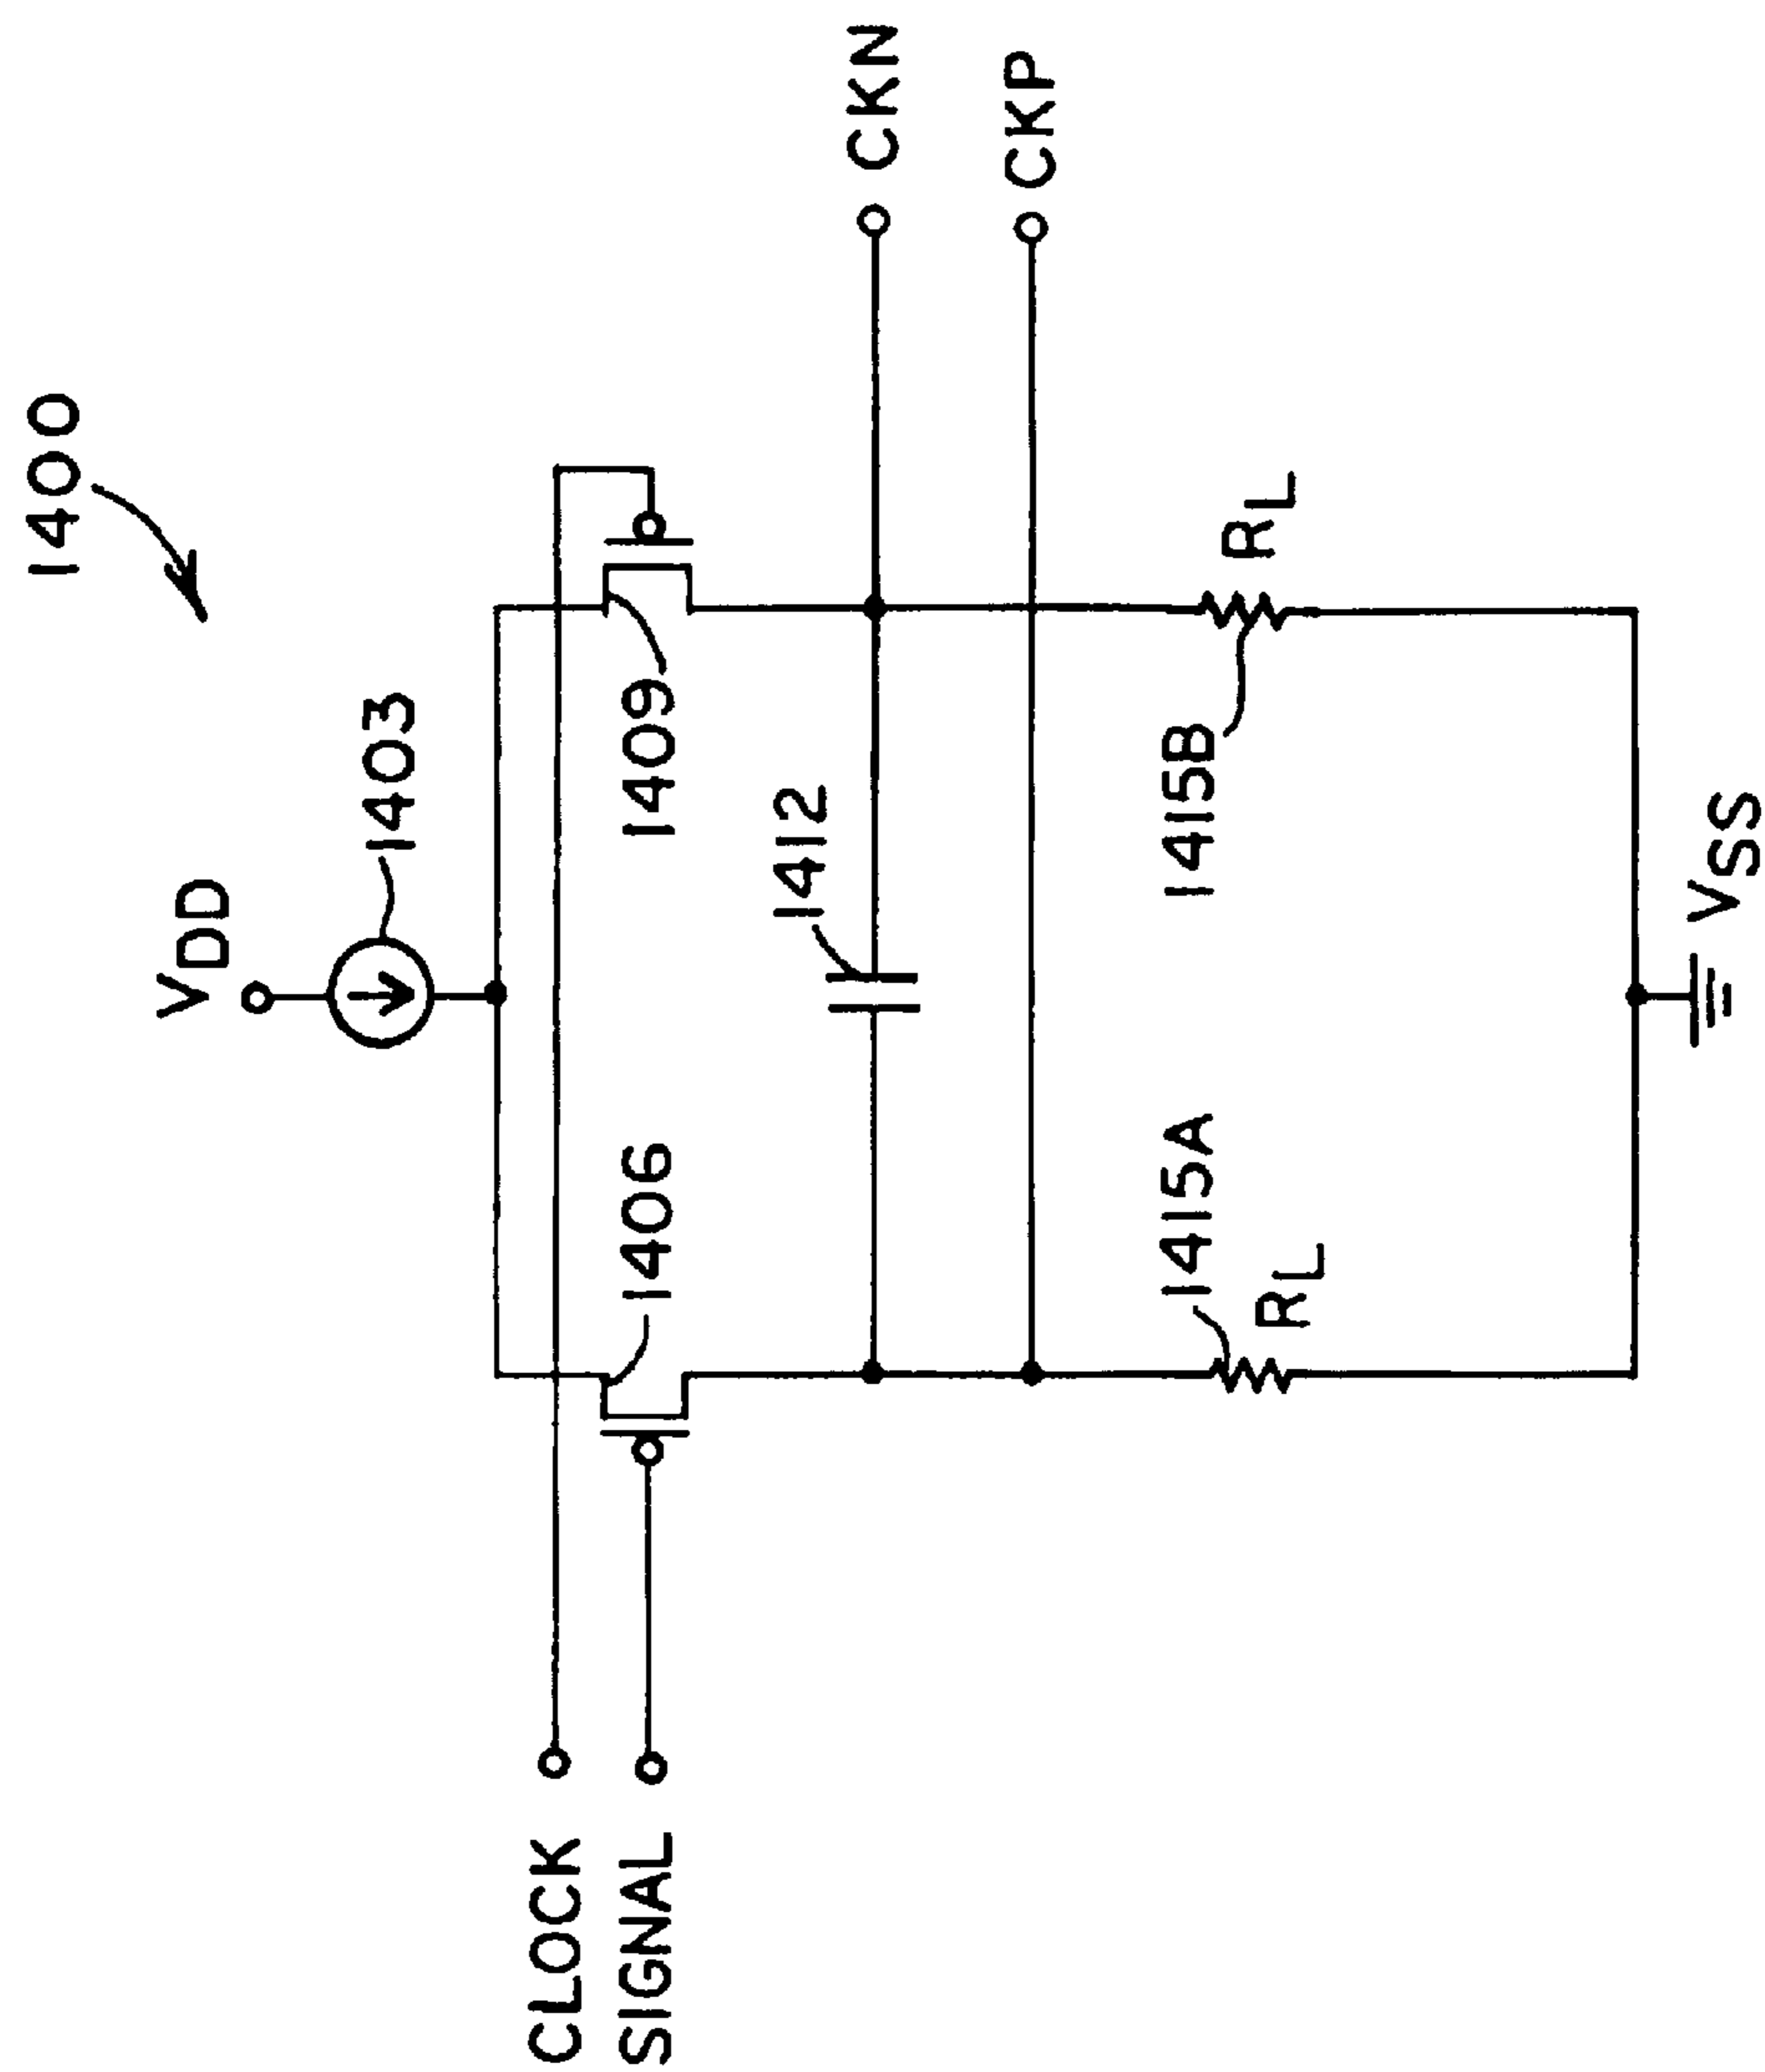 1400
VDD
1403
CLOCK
SIGNAL
1406
1409
1412
CKN
CKP
1415A
RL
1415B
RL
VSS